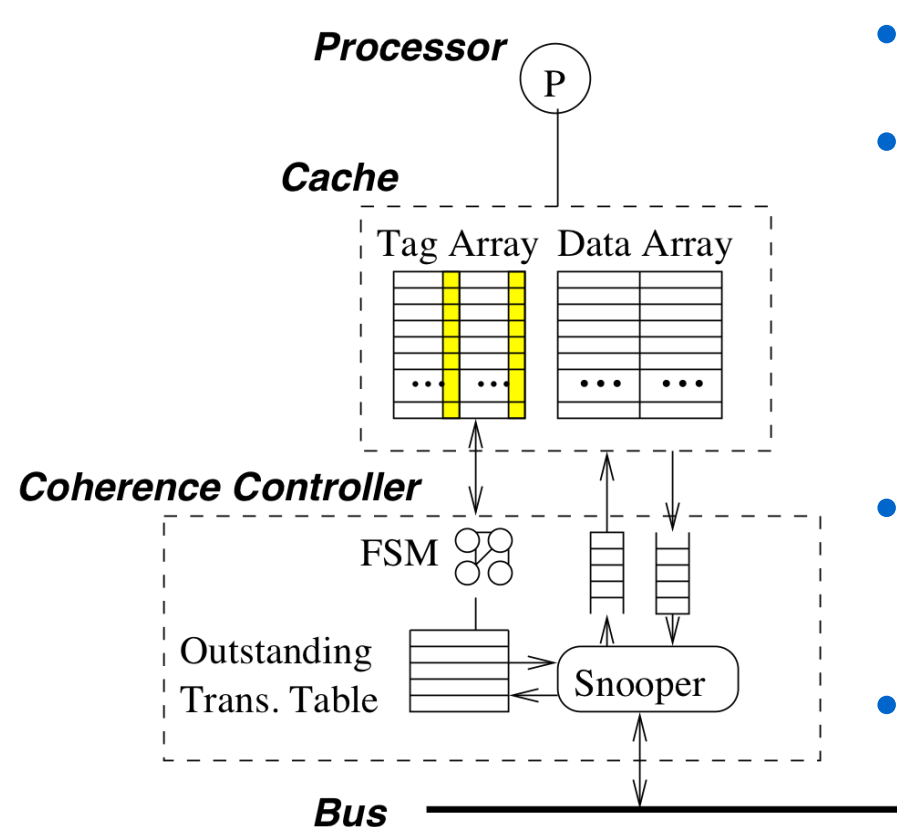 Processor
P
Cache
Tag Array Data Array
... ... ... ...
Coherence Controller
FSM
Outstanding
Trans. Table
Snooper
Bus